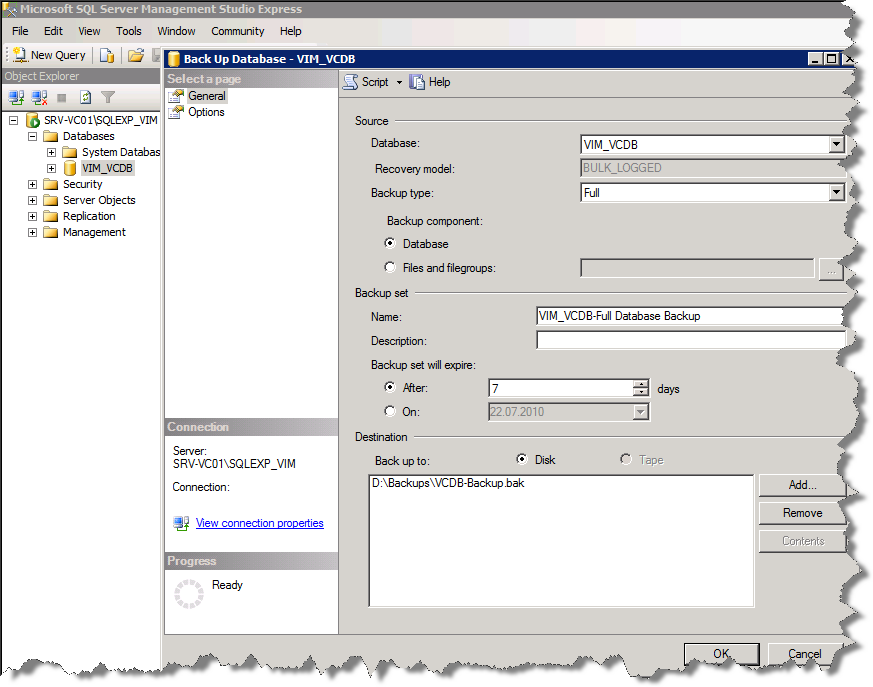 Microsoft SQL Server Management Studio Express
File Edit View Tools Window Community Help
New Query
Object Explorer
SRV-VC01\SQLEXP_VIM
Databases
System Databas
VIM_VCDB
Security
Server Objects
Replication
Management
Back Up Database - VIM_VCDB
Select a page
General
Options
Script Help
Source
Database: VIM_VCDB
Recovery model: BULK_LOGGED
Backup type: Full
Backup component:
Database
Files and filegroups: ...
Backup set
Name: VIM_VCDB-Full Database Backup
Description:
Backup set will expire:
After: 7 days
On: 22.07.2010
Destination
Back up to: Disk Tape
D:\Backups\VCDB-Backup.bak
Add...
Remove
Contents
Connection
Server:
SRV-VC01\SQLEXP_VIM
Connection:
View connection properties
Progress
Ready
OK Cancel